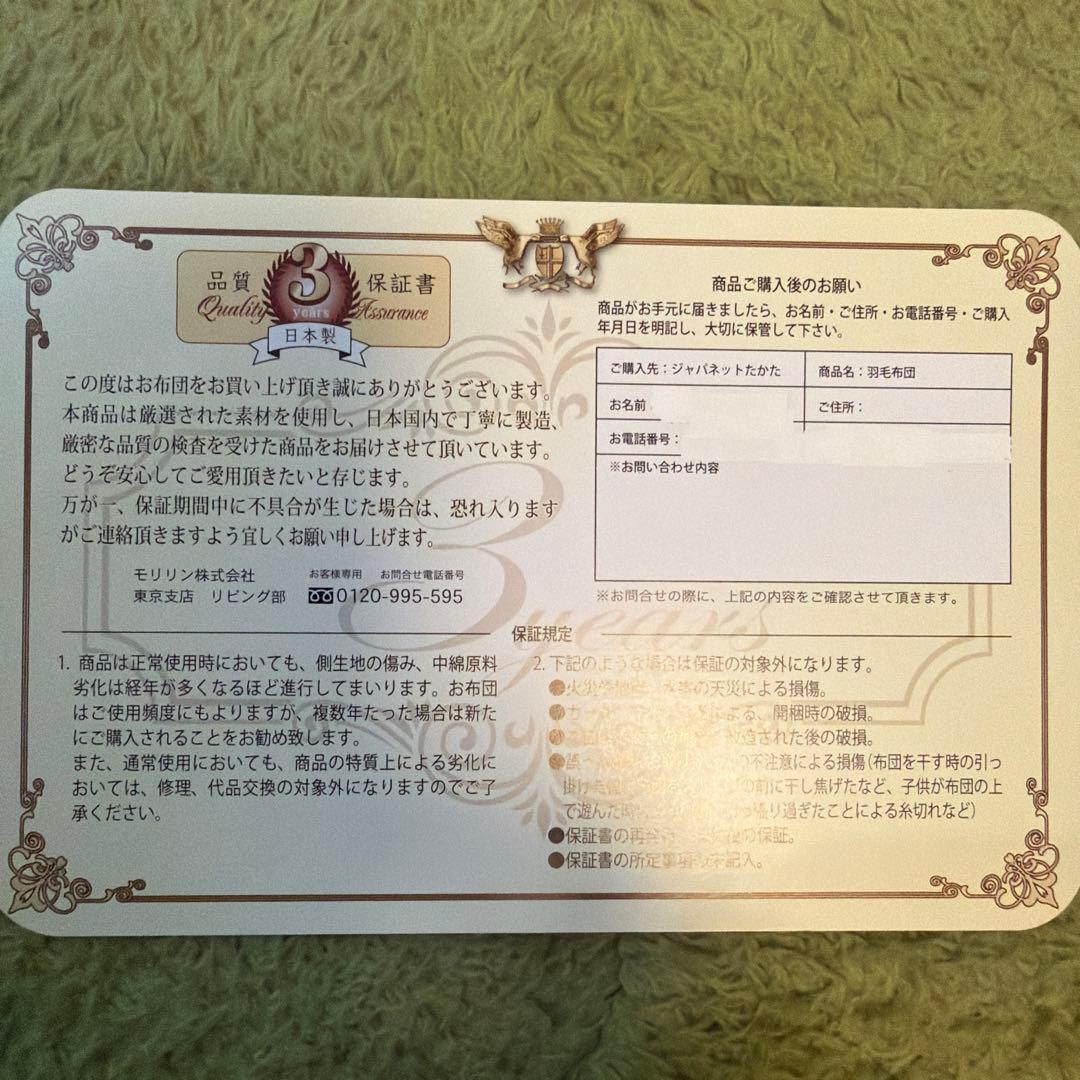 品質 3 保証書
Quality years Assurance
日本製
この度はお布団をお買い上げ頂き誠にありがとうございます。
本商品は厳選された素材を使用し、日本国内で丁寧に製造、
厳密な品質の検査を受けた商品をお届けさせて頂いています。
どうぞ安心してご愛用頂きたいと存じます。
万が一、保証期間中に不具合が生じた場合は、恐れ入ります
がご連絡頂きますよう宜しくお願い申し上げます。
モリリン株式会社 お客様専用 お問合せ電話番号
東京支店 リビング部 0120-995-595
商品ご購入後のお願い
商品がお手元に届きましたら、お名前・ご住所・お電話番号・ご購入
年月日を明記し、大切に保管して下さい。
ご購入先：ジャパネットたかた 商品名：羽毛布団
お名前 ご住所：
お電話番号：
※お問い合わせ内容
※お問合せの際に、上記の内容をご確認させて頂きます。
3years
保証規定
1. 商品は正常使用時においても、側生地の傷み、中綿原料
劣化は経年が多くなるほど進行してまいります。お布団
はご使用頻度にもよりますが、複数年たった場合は新た
にご購入されることをお勧め致します。
また、通常使用においても、商品の特質上による劣化に
おいては、修理、代品交換の対象外になりますのでご了
承ください。
2. 下記のような場合は保証の対象外になります。
●火災 の天災による損傷。
● による、開梱時の破損。
● された後の破損。
● 不注意による損傷（布団を干す時の引っ
掛け の前に干し焦げたなど、子供が布団の上
で遊んだ 張り過ぎたことによる糸切れなど）
●保証書の再 の保証。
●保証書の所定事項 記入。